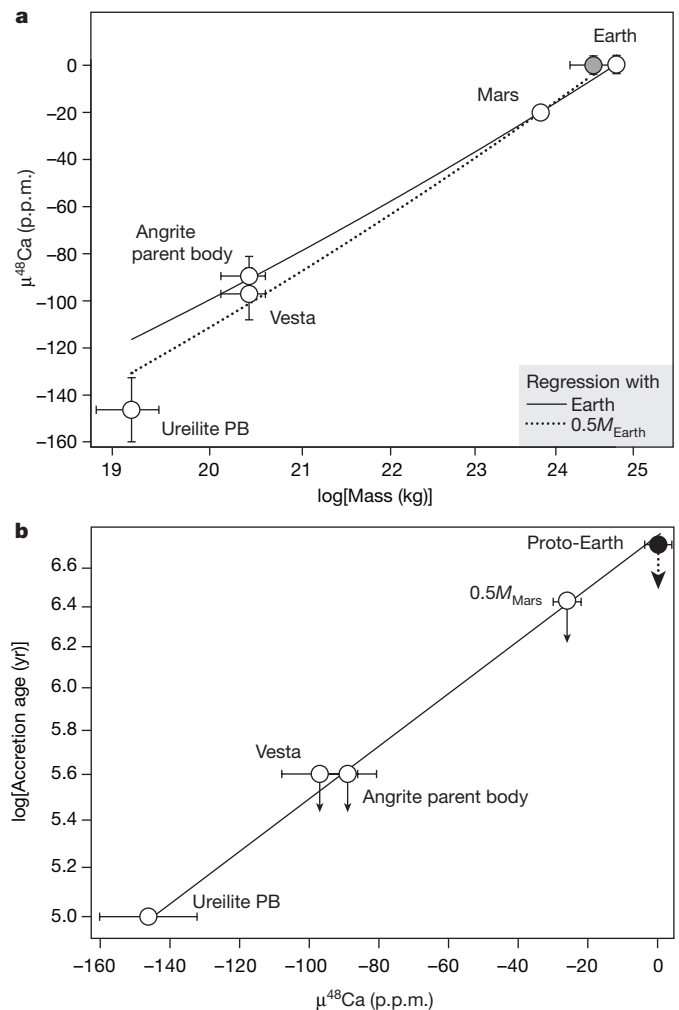 a
Earth
Mars
Angrite
parent body
Vesta
Ureilite PB
Regression with
Earth
0.5M_Earth
0
−20
−40
−60
−80
−100
−120
−140
−160
μ⁴⁸Ca (p.p.m.)
19 20 21 22 23 24 25
log[Mass (kg)]
b
Proto-Earth
0.5M_Mars
Vesta
Angrite parent body
Ureilite PB
6.6
6.4
6.2
6.0
5.8
5.6
5.4
5.2
5.0
log[Accretion age (yr)]
−160 −140 −120 −100 −80 −60 −40 −20 0
μ⁴⁸Ca (p.p.m.)